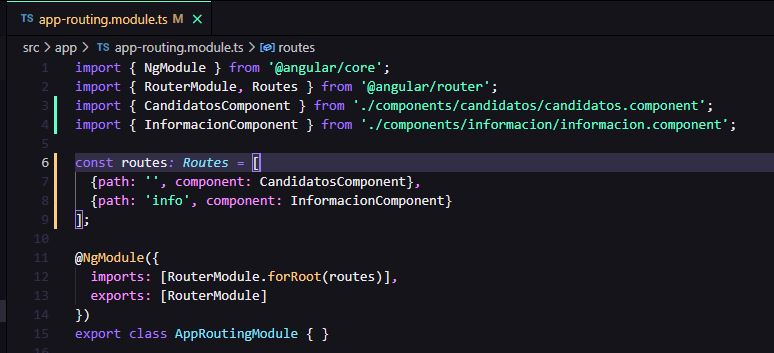 TS app-routing.module.ts M ×
src > app > TS app-routing.module.ts > routes
1 import { NgModule } from '@angular/core';
2 import { RouterModule, Routes } from '@angular/router';
3 import { CandidatosComponent } from './components/candidatos/candidatos.component';
4 import { InformacionComponent } from './components/informacion/informacion.component';
5
6 const routes: Routes = [
7   {path: '', component: CandidatosComponent},
8   {path: 'info', component: InformacionComponent}
9 ];
10
11 @NgModule({
12   imports: [RouterModule.forRoot(routes)],
13   exports: [RouterModule]
14 })
15 export class AppRoutingModule { }